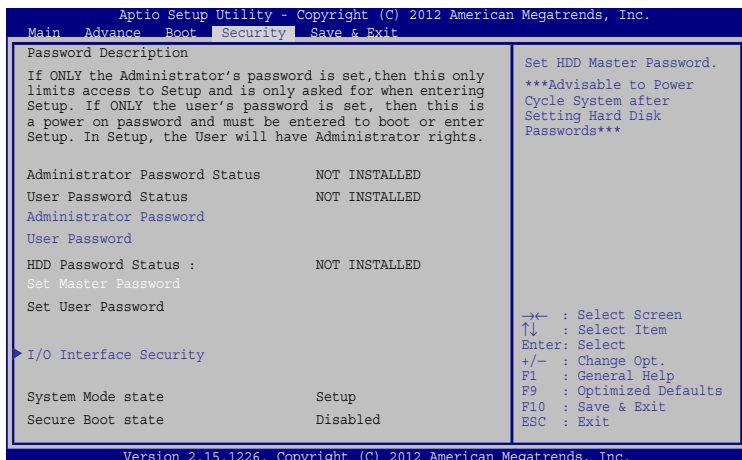 Aptio Setup Utility - Copyright (C) 2012 American Megatrends, Inc.
Main Advance Boot Security Save & Exit
Password Description
If ONLY the Administrator's password is set,then this only
limits access to Setup and is only asked for when entering
Setup. If ONLY the user's password is set, then this is
a power on password and must be entered to boot or enter
Setup. In Setup, the User will have Administrator rights.
Administrator Password Status NOT INSTALLED
User Password Status NOT INSTALLED
Administrator Password
User Password
HDD Password Status : NOT INSTALLED
Set Master Password
Set User Password
I/O Interface Security
System Mode state Setup
Secure Boot state Disabled
Set HDD Master Password.
***Advisable to Power
Cycle System after
Setting Hard Disk
Passwords***
→← : Select Screen
↑↓ : Select Item
Enter: Select
+/− : Change Opt.
F1 : General Help
F9 : Optimized Defaults
F10 : Save & Exit
ESC : Exit
Version 2.15.1226. Copyright (C) 2012 American Megatrends, Inc.